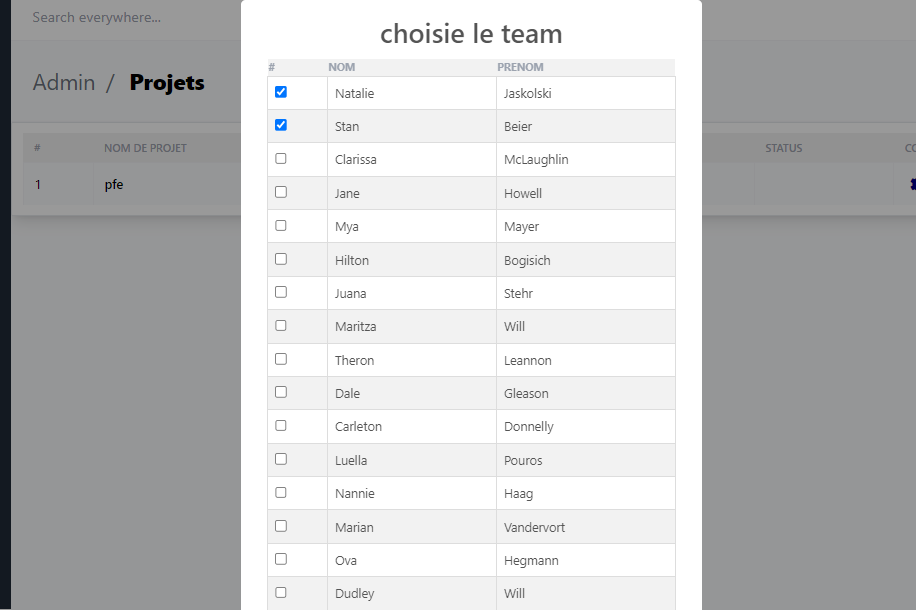 Search everywhere...
choisie le team
Admin / Projets
# NOM PRENOM
Natalie Jaskolski
Stan Beier
Clarissa McLaughlin
Jane Howell
Mya Mayer
Hilton Bogisich
Juana Stehr
Maritza Will
Theron Leannon
Dale Gleason
Carleton Donnelly
Luella Pouros
Nannie Haag
Marian Vandervort
Ova Hegmann
Dudley Will
# NOM DE PROJET STATUS CO
1 pfe